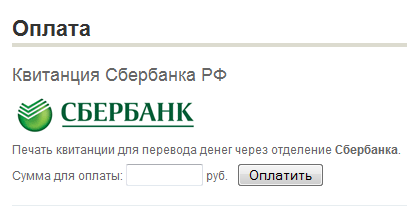 Оплата
Квитанция Сбербанка РФ
СБЕРБАНК
Печать квитанции для перевода денег через отделение Сбербанка.
Сумма для оплаты: руб. Оплатить